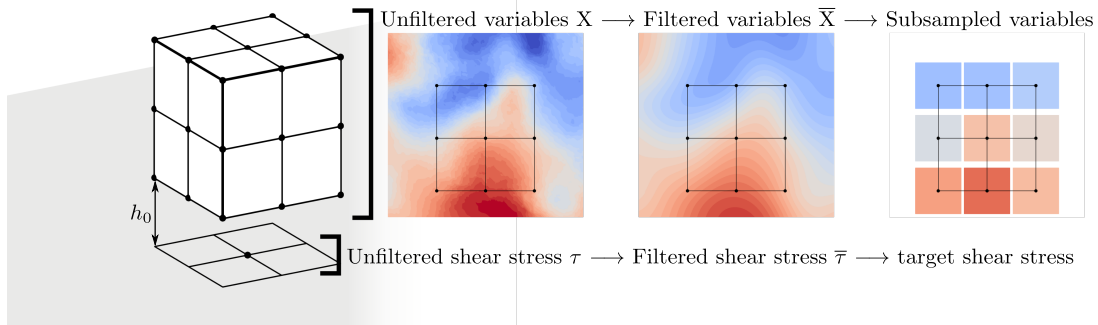 Unfiltered variables X ⟶ Filtered variables X̅ ⟶ Subsampled variables
h₀
Unfiltered shear stress τ ⟶ Filtered shear stress τ̅ ⟶ target shear stress